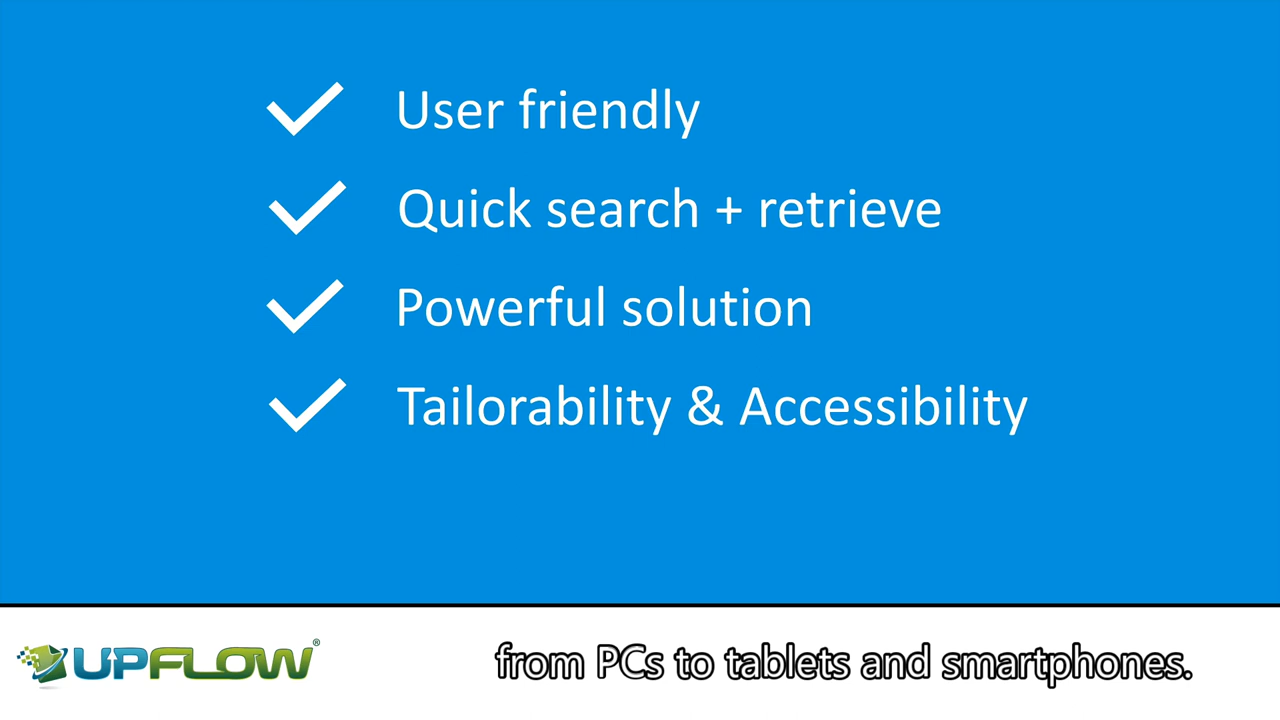 User friendly
Quick search + retrieve
Powerful solution
Tailorability & Accessibility
UPFLOW®
from PCs to tablets and smartphones.